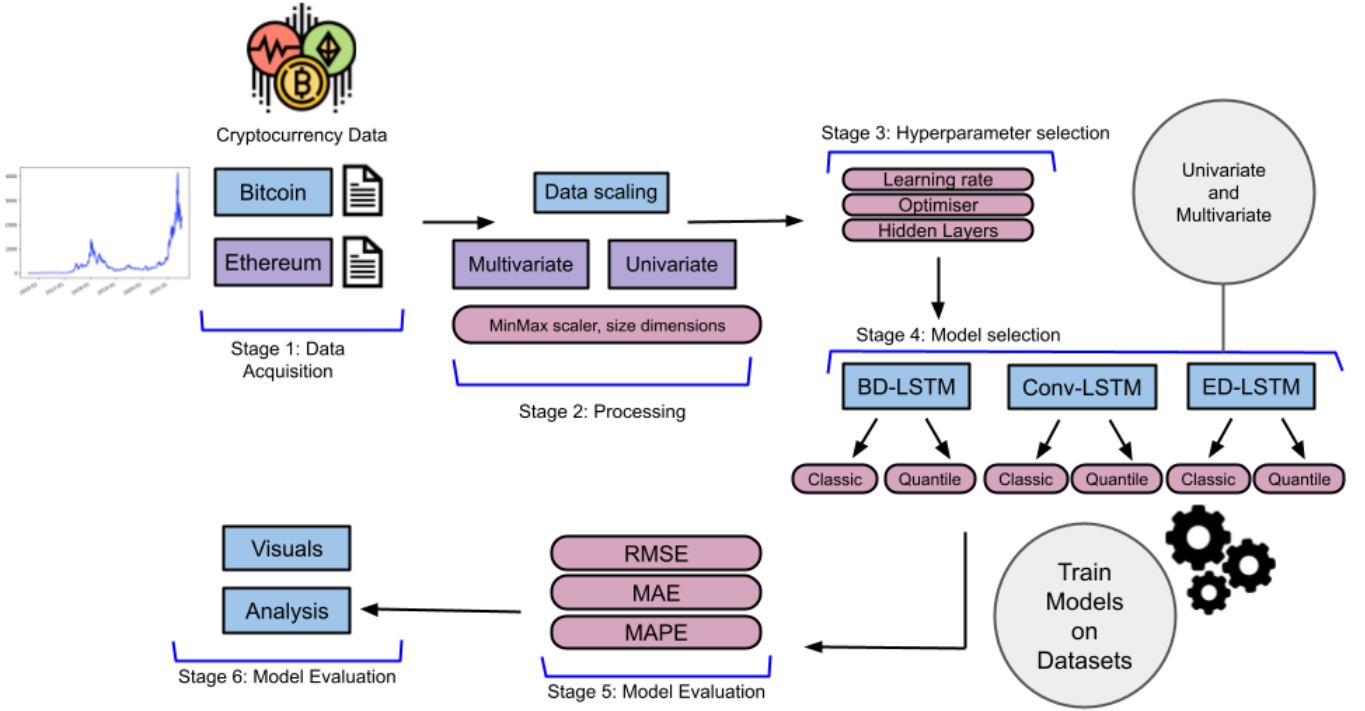 Cryptocurrency Data
Bitcoin
Ethereum
Stage 1: Data
Acquisition
Data scaling
Multivariate
Univariate
MinMax scaler, size dimensions
Stage 2: Processing
Stage 3: Hyperparameter selection
Learning rate
Optimiser
Hidden Layers
Univariate
and
Multivariate
Stage 4: Model selection
BD-LSTM
Conv-LSTM
ED-LSTM
Classic
Quantile
Classic
Quantile
Classic
Quantile
Train
Models
on
Datasets
RMSE
MAE
MAPE
Stage 5: Model Evaluation
Visuals
Analysis
Stage 6: Model Evaluation